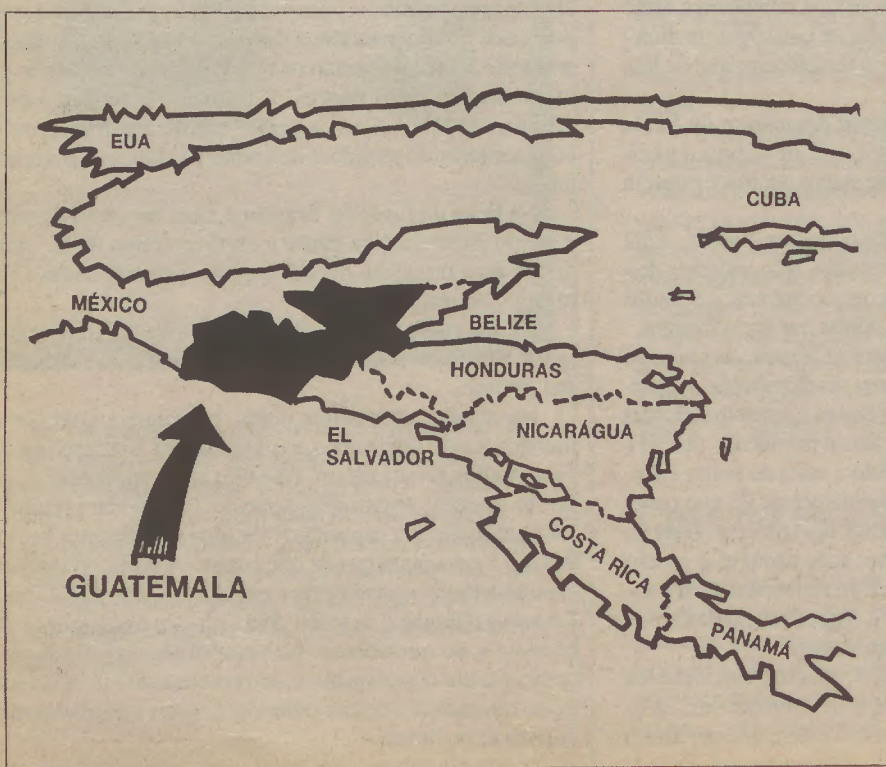 EUA
CUBA
MÉXICO
BELIZE
HONDURAS
NICARÁGUA
EL
SALVADOR
COSTA RICA
GUATEMALA
PANAMÁ